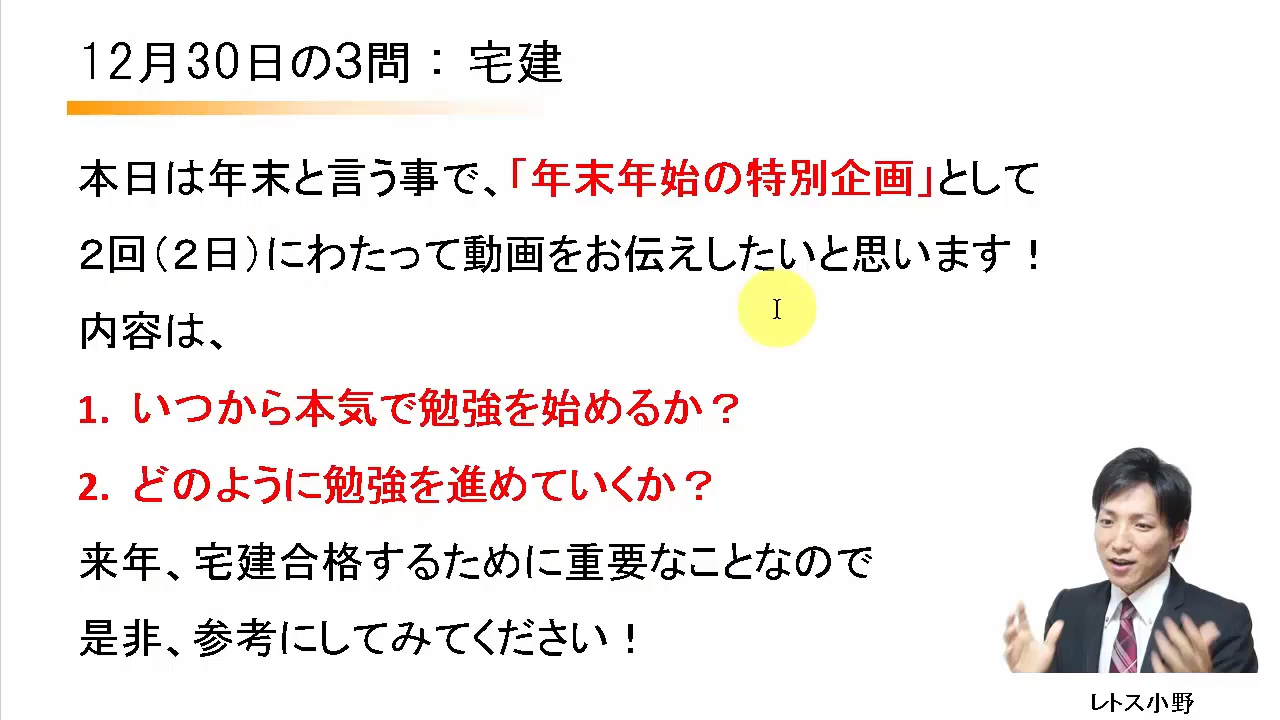 12月30日の3問：宅建
本日は年末と言う事で、「年末年始の特別企画」として
２回（２日）にわたって動画をお伝えしたいと思います！
内容は、
1. いつから本気で勉強を始めるか？
2. どのように勉強を進めていくか？
来年、宅建合格するために重要なことなので
是非、参考にしてみてください！
レトス小野